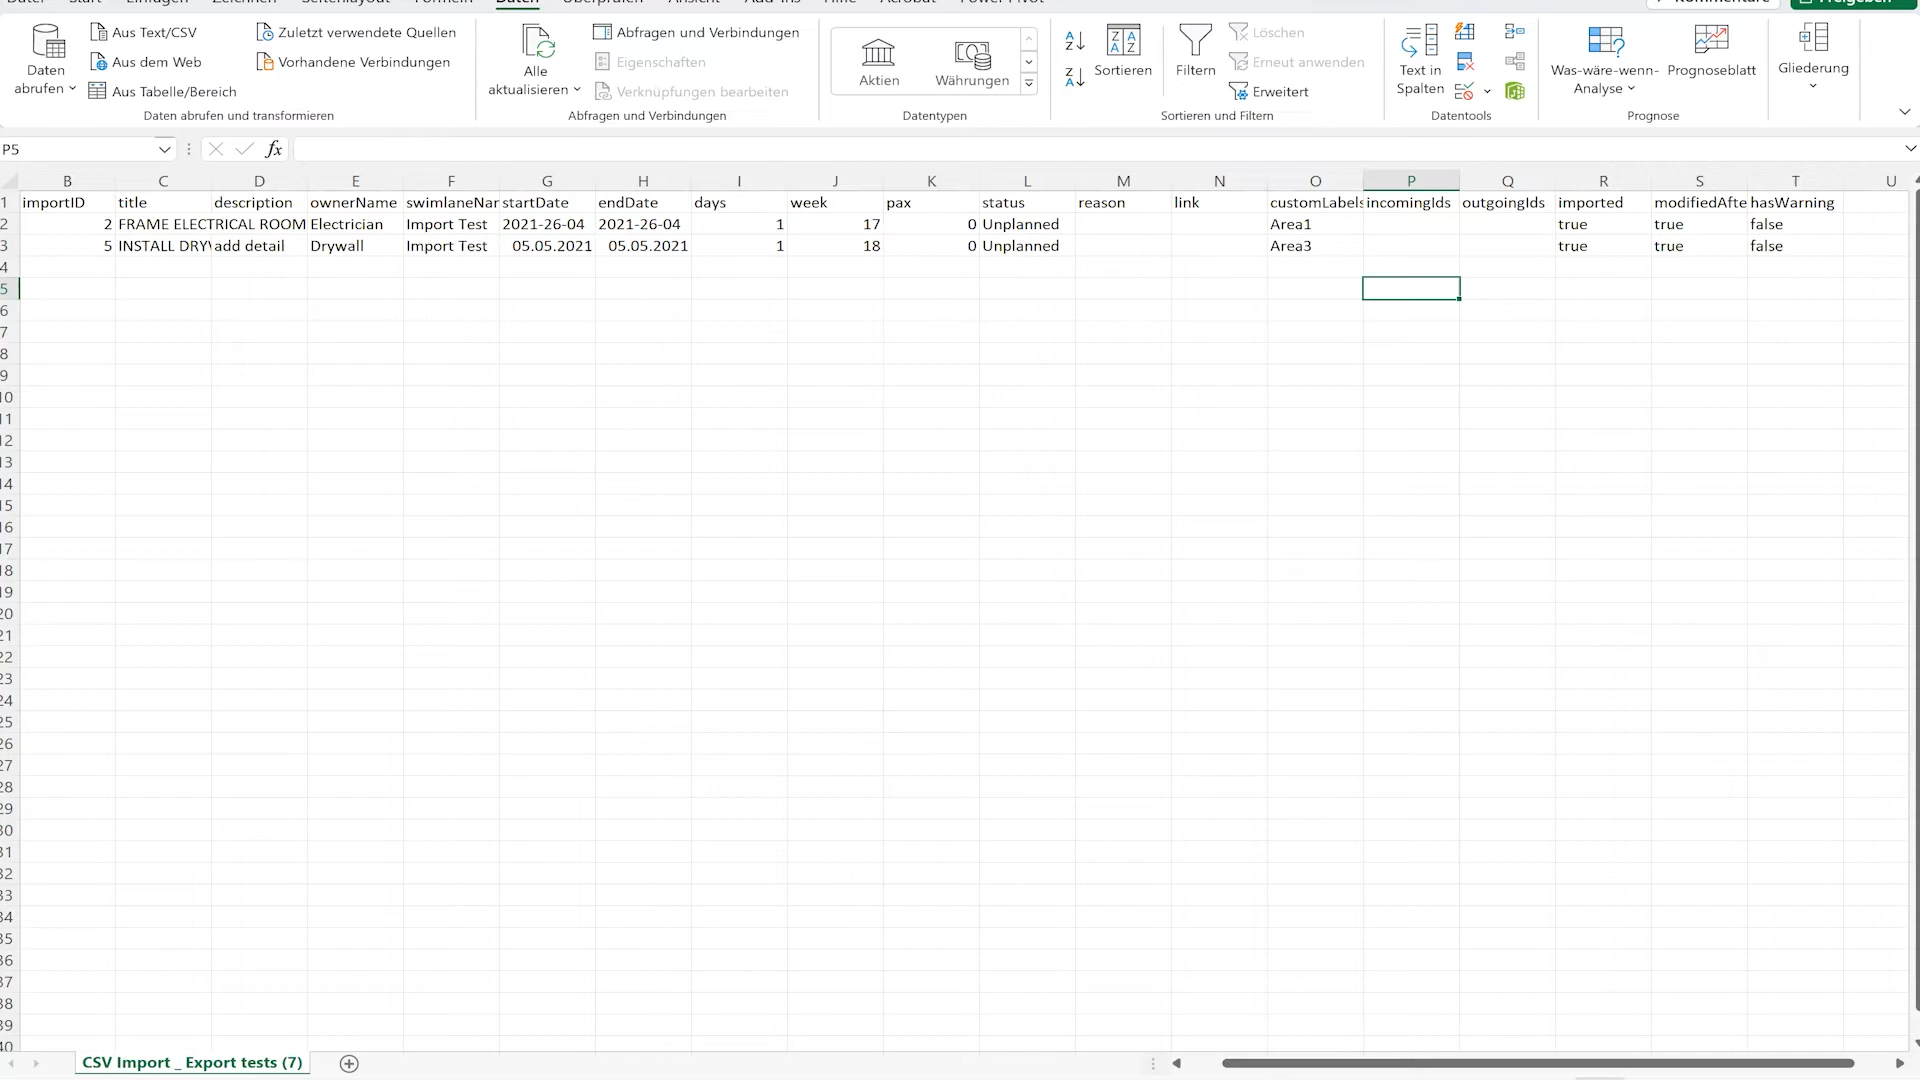 Datei Start Einfügen Zeichnen Seitenlayout Formeln Daten Überprüfen Ansicht Add-Ins Hilfe Acrobat Power Pivot Kommentare Freigeben
Daten abrufen
Aus Text/CSV
Aus dem Web
Aus Tabelle/Bereich
Zuletzt verwendete Quellen
Vorhandene Verbindungen
Daten abrufen und transformieren
Alle aktualisieren
Abfragen und Verbindungen
Eigenschaften
Verknüpfungen bearbeiten
Abfragen und Verbindungen
Aktien
Währungen
Datentypen
Sortieren
Filtern
Löschen
Erneut anwenden
Erweitert
Sortieren und Filtern
Text in Spalten
Datentools
Was-wäre-wenn-Analyse
Prognoseblatt
Prognose
Gliederung
P5
fx
B C D E F G H I J K L M N O P Q R S T U
1 importID title description ownerName swimlaneNar startDate endDate days week pax status reason link customLabels incomingIds outgoingIds imported modifiedAfte hasWarning
2 2 FRAME ELECTRICAL ROOM Electrician Import Test 2021-26-04 2021-26-04 1 17 0 Unplanned Area1 true true false
3 5 INSTALL DRYW add detail Drywall Import Test 05.05.2021 05.05.2021 1 18 0 Unplanned Area3 true true false
4
5
6
7
8
9
10
11
12
13
14
15
16
17
18
19
20
21
22
23
24
25
26
27
28
29
30
31
32
33
34
35
36
37
38
39
40
CSV Import _ Export tests (7)